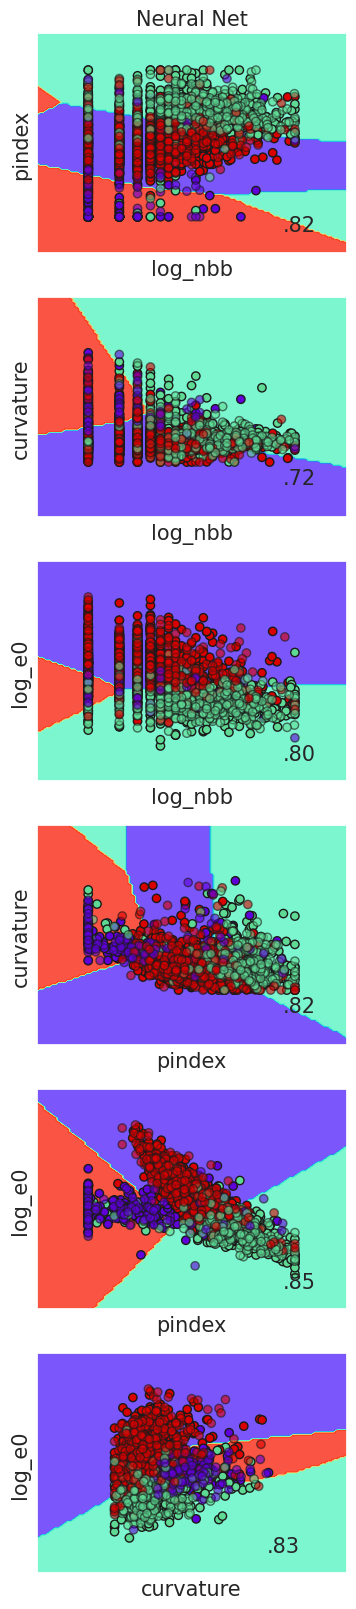 Neural Net
pindex
.82
log_nbb
curvature
.72
log_nbb
log_e0
.80
log_nbb
curvature
.82
pindex
log_e0
.85
pindex
log_e0
.83
curvature